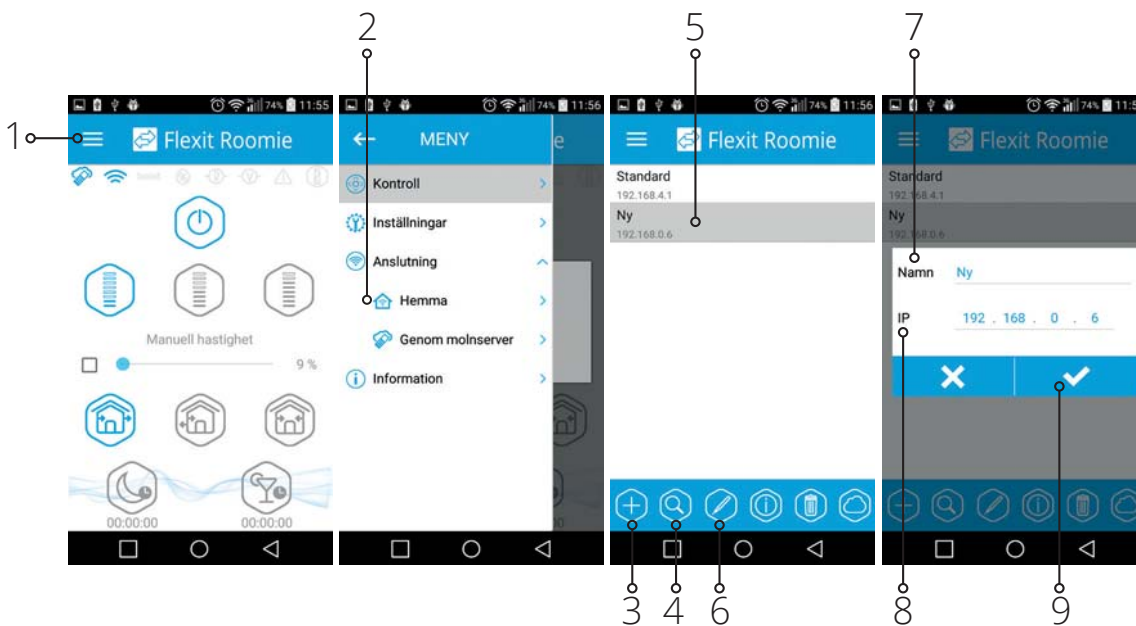 2
5
7
1
74% 11:55
Flexit Roomie
Manuell hastighet
9 %
00:00:00
00:00:00
74% 11:56
MENY
e
Kontroll
Inställningar
Anslutning
Hemma
Genom molnserver
Information
74% 11:56
Flexit Roomie
Standard
192.168.4.1
Ny
192.168.0.6
74% 11:5
Flexit Roomie
Standard
192.168.4.1
Ny
192.168.0.6
Namn Ny
IP 192 . 168 . 0 . 6
3
4
6
8
9